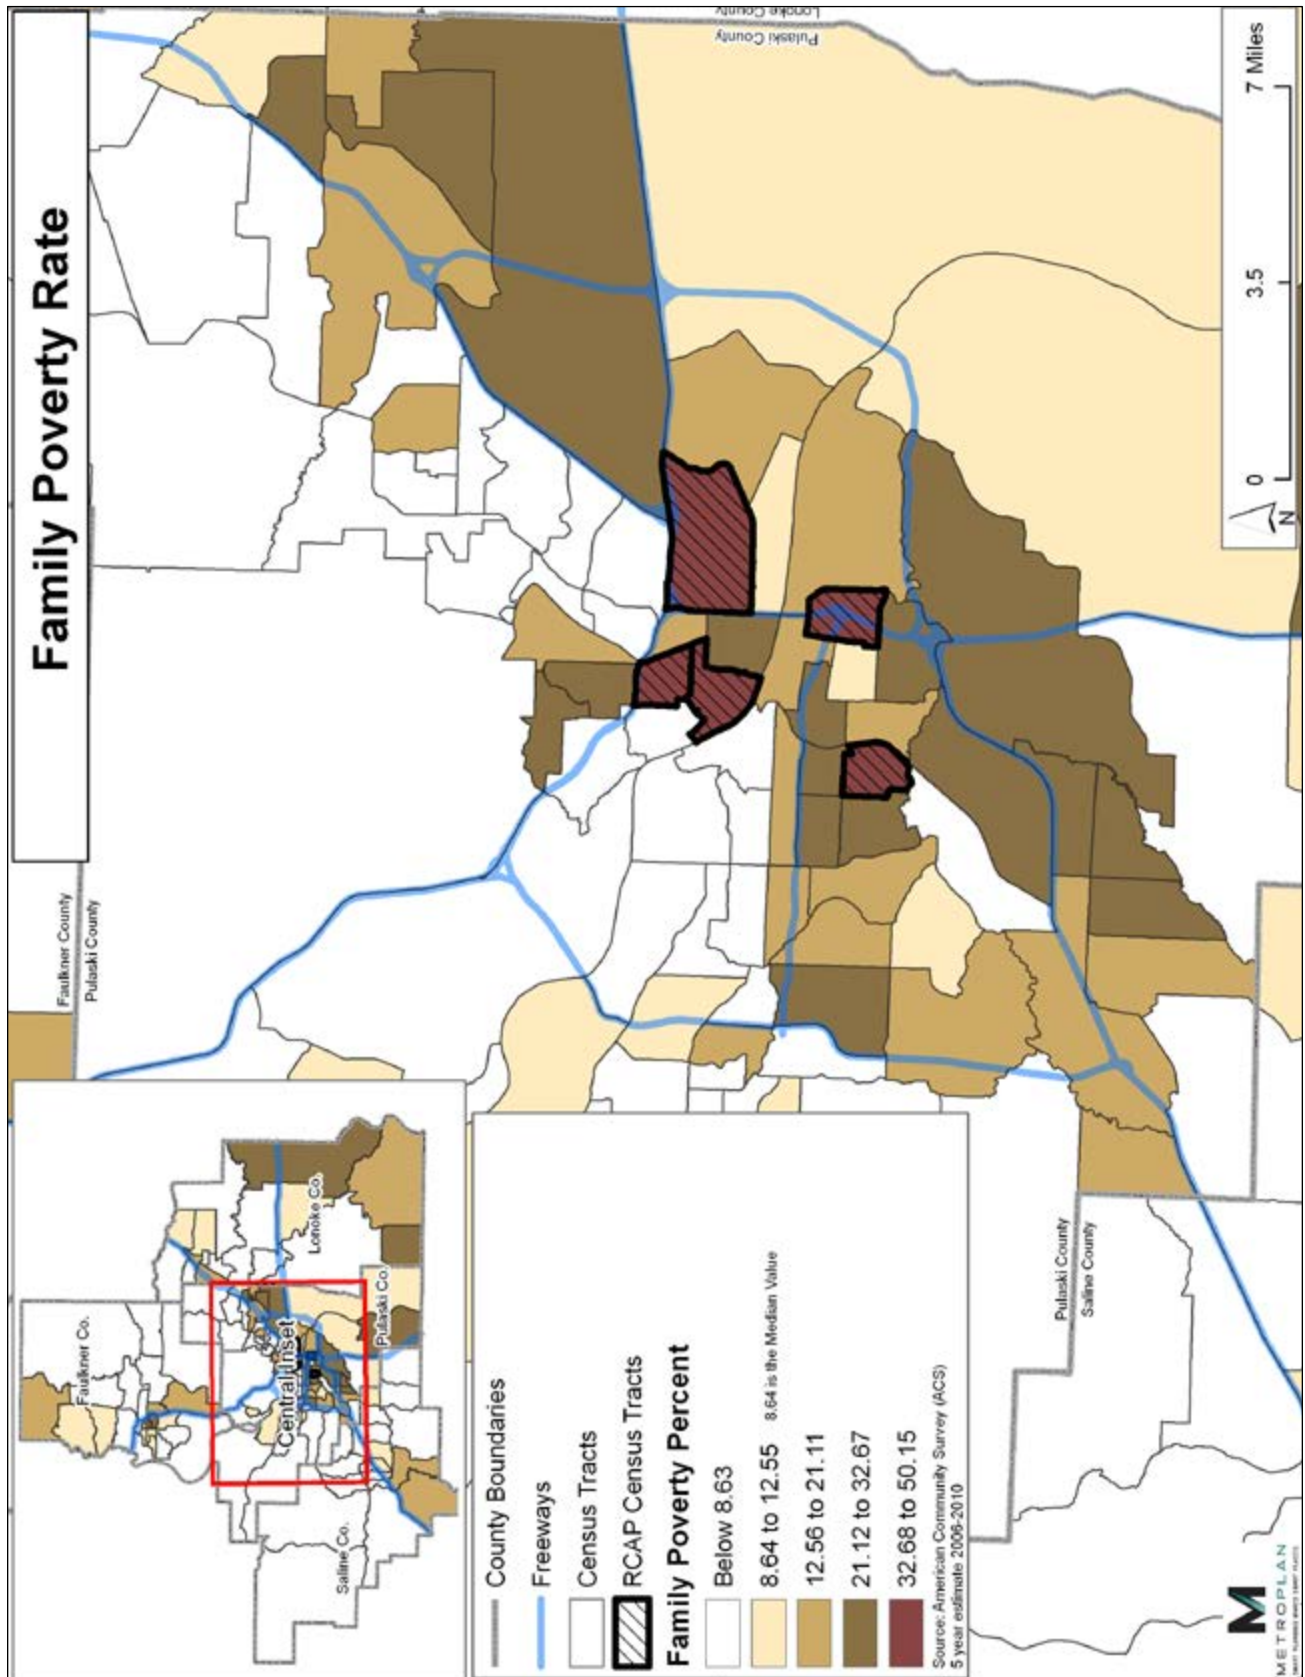 Family Poverty Rate
Faulkner County
Pulaski County
Lonoke County
Pulaski County
Faulkner Co.
Lonoke Co.
Central Inset
Pulaski Co.
Saline Co.
County Boundaries
Freeways
Census Tracts
RCAP Census Tracts
Family Poverty Percent
Below 8.63
8.64 to 12.55 8.64 is the Median Value
12.56 to 21.11
21.12 to 32.67
32.68 to 50.15
Source: American Community Survey (ACS)
5 year estimate 2006-2010
Pulaski County
Saline County
N
0 3.5 7 Miles
M
METROPLAN